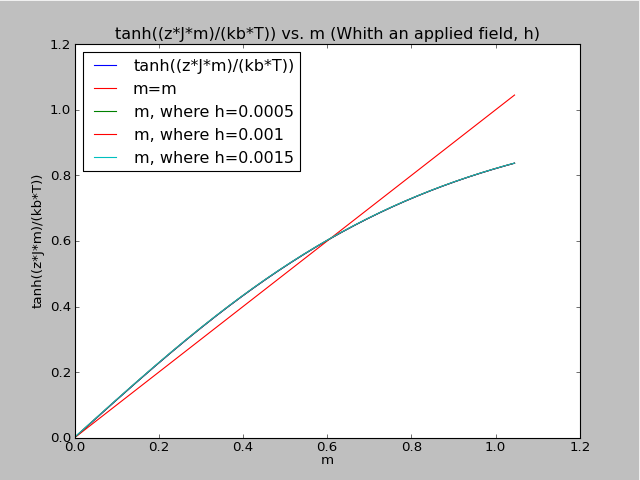 tanh((z*J*m)/(kb*T)) vs. m (Whith an applied field, h)
1.2
1.0
0.8
0.6
0.4
0.2
0.0
tanh((z*J*m)/(kb*T))
tanh((z*J*m)/(kb*T))
m=m
m, where h=0.0005
m, where h=0.001
m, where h=0.0015
0.0 0.2 0.4 0.6 0.8 1.0 1.2
m